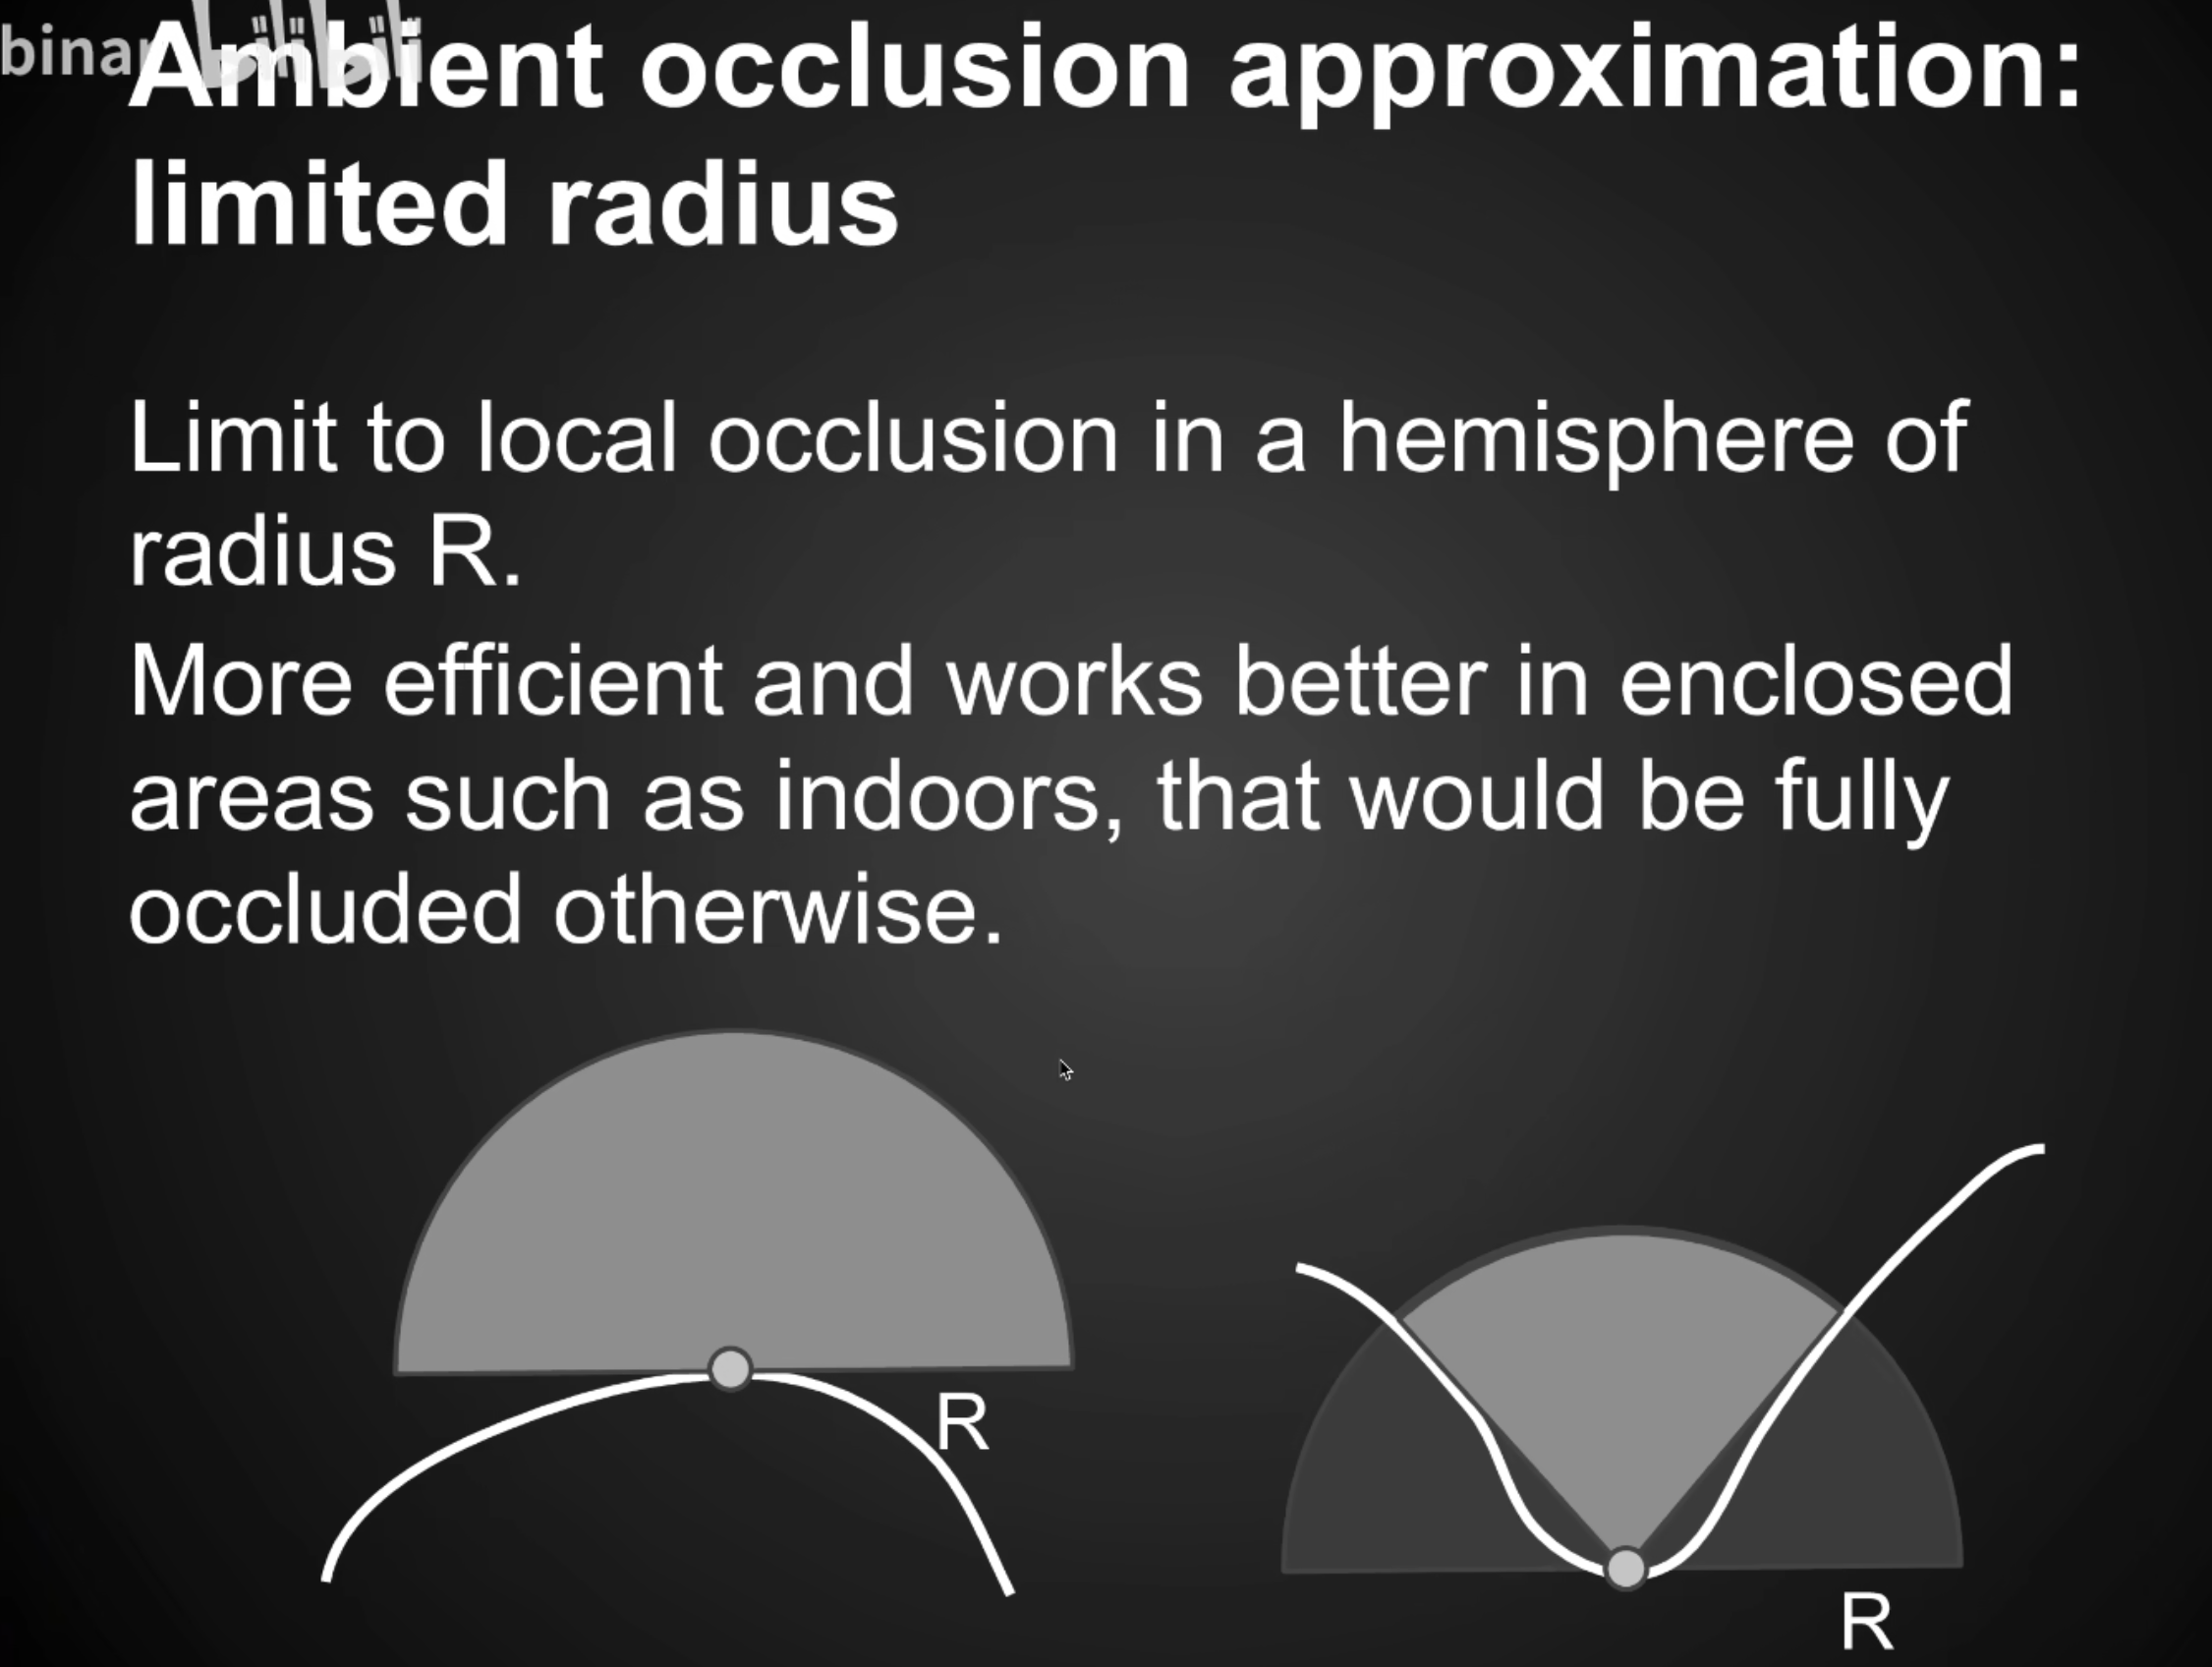 binar
Ambient occlusion approximation:
limited radius
Limit to local occlusion in a hemisphere of
radius R.
More efficient and works better in enclosed
areas such as indoors, that would be fully
occluded otherwise.
R
R